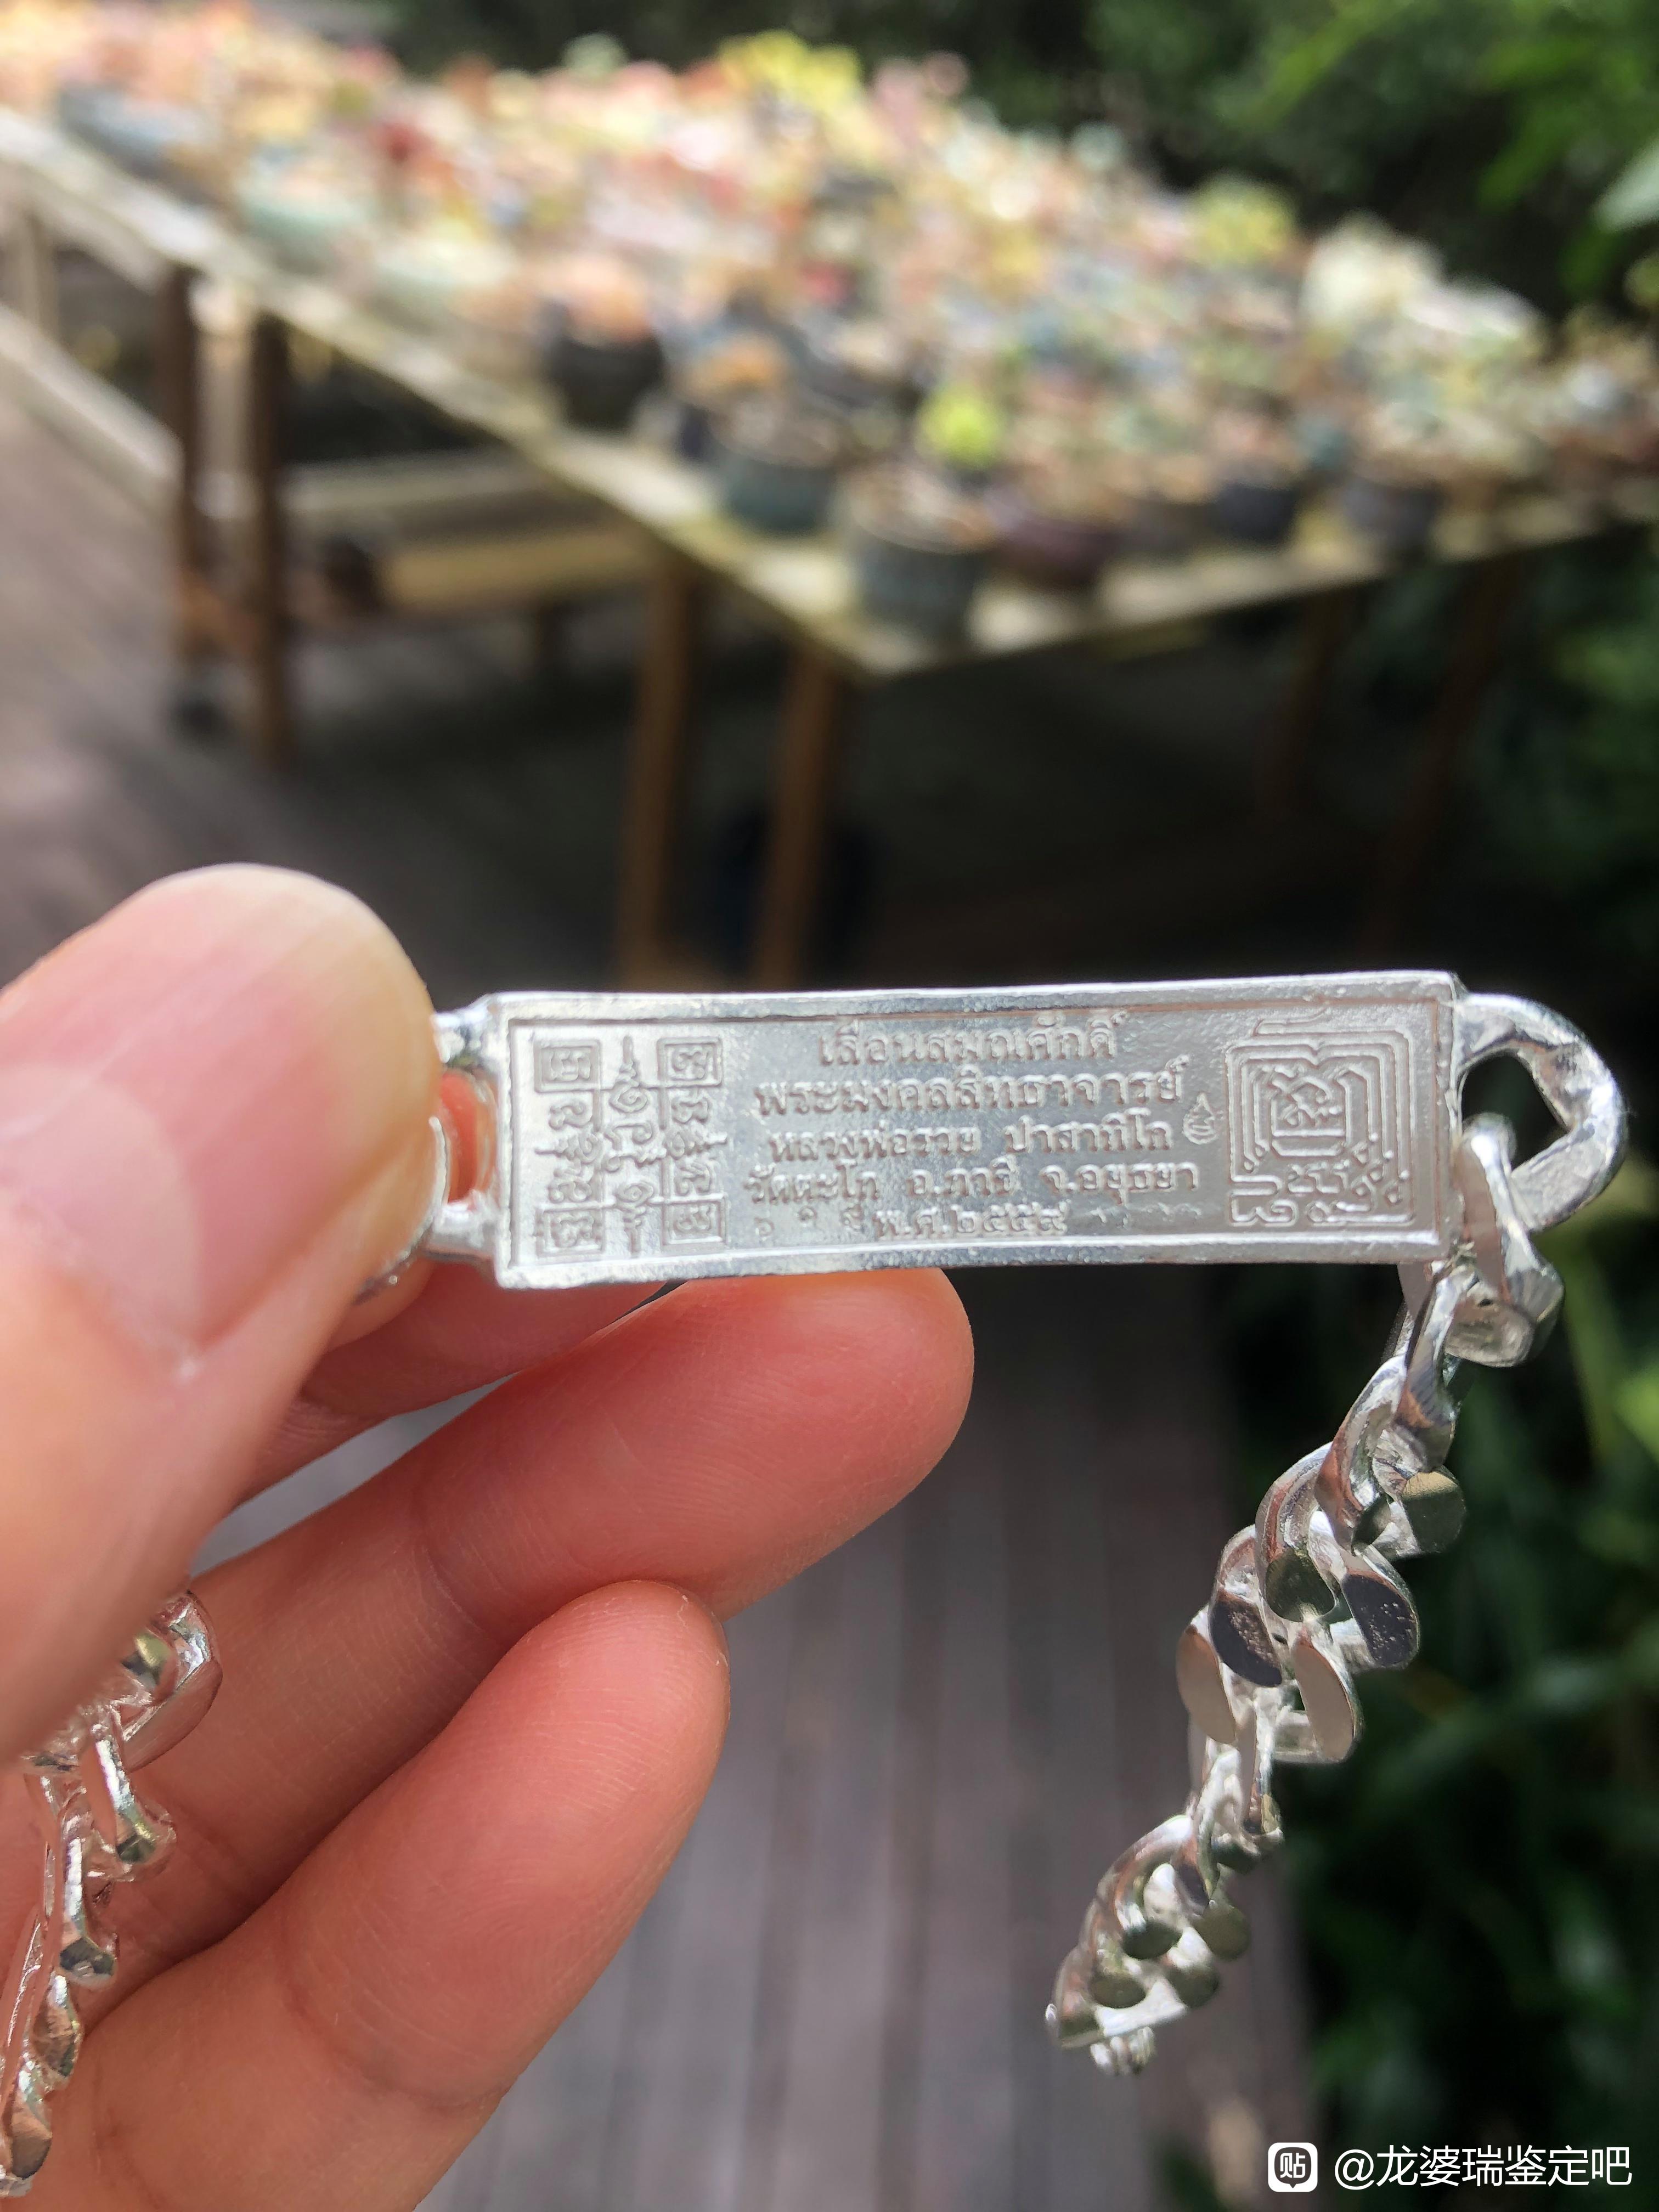 เลื่อนสมณศักดิ์
พระมงคลสิทธาจารย์
หลวงพ่อรวย ปาสาทิโก
วัดตะโก อ.ภาชี จ.อยุธยา
พ.ศ.๒๕๕๙
贴 @龙婆瑞鉴定吧